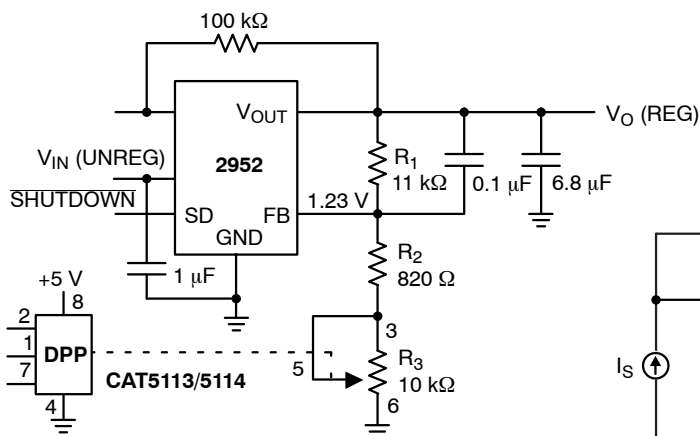 100 kΩ
V_OUT
V_O (REG)
V_IN (UNREG)
2952
R_1
11 kΩ
0.1 μF
6.8 μF
SHUTDOWN
SD
FB
1.23 V
GND
R_2
820 Ω
1 μF
+5 V
8
2
1
7
DPP
4
CAT5113/5114
3
5
R_3
10 kΩ
6
I_S